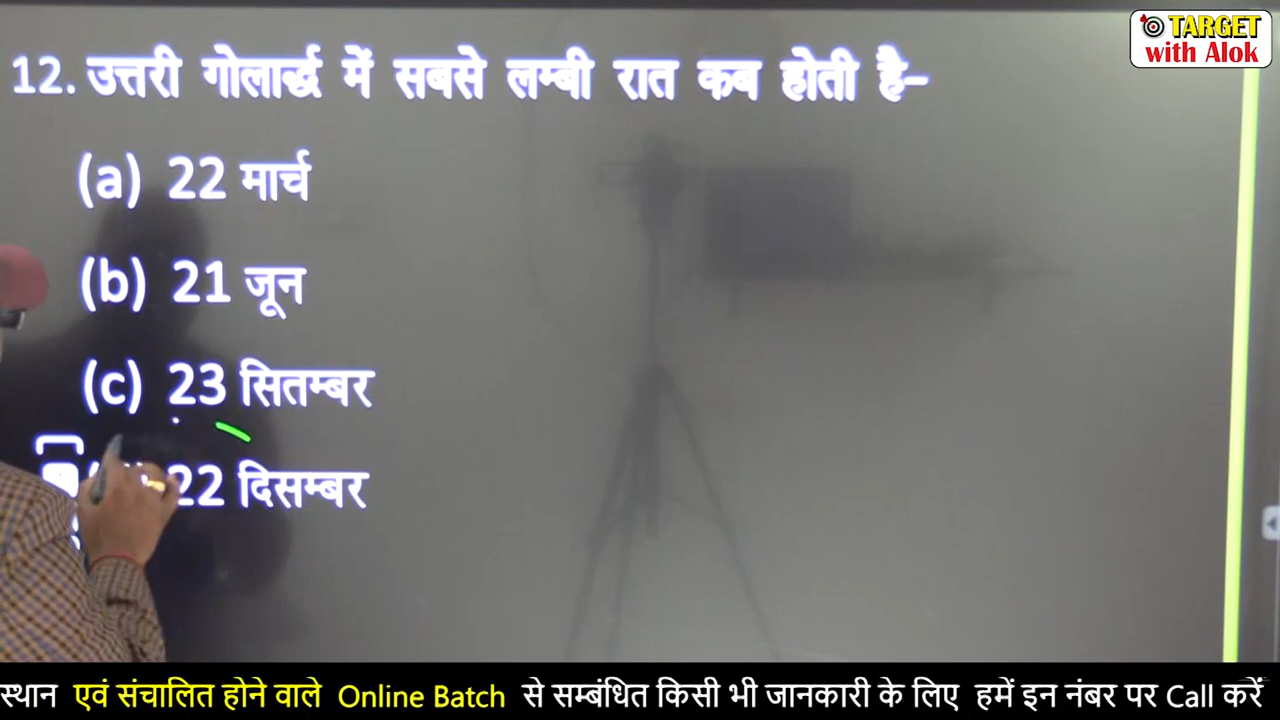 TARGET
with Alok
12. उत्तरी गोलार्द्ध में सबसे लम्बी रात कब होती है-
(a) 22 मार्च
(b) 21 जून
(c) 23 सितम्बर
22 दिसम्बर
स्थान एवं संचालित होने वाले Online Batch से सम्बंधित किसी भी जानकारी के लिए हमें इन नंबर पर Call करें